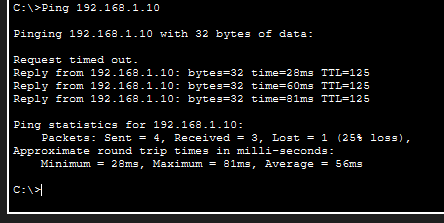 C:\>Ping 192.168.1.10
Pinging 192.168.1.10 with 32 bytes of data:
Request timed out.
Reply from 192.168.1.10: bytes=32 time=28ms TTL=125
Reply from 192.168.1.10: bytes=32 time=60ms TTL=125
Reply from 192.168.1.10: bytes=32 time=81ms TTL=125
Ping statistics for 192.168.1.10:
Packets: Sent = 4, Received = 3, Lost = 1 (25% loss),
Approximate round trip times in milli-seconds:
Minimum = 28ms, Maximum = 81ms, Average = 56ms
C:\>